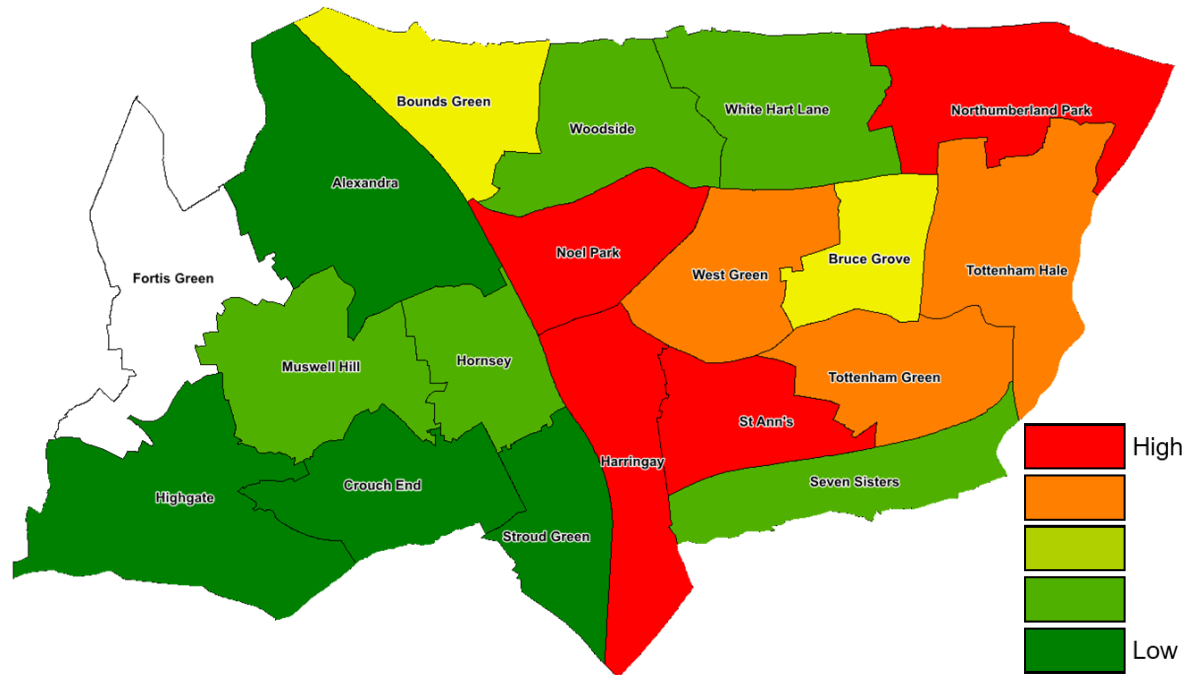 Bounds Green
White Hart Lane
Northumberland Park
Woodside
Alexandra
Noel Park
Bruce Grove
Tottenham Hale
West Green
Fortis Green
Hornsey
Muswell Hill
Tottenham Green
St Ann's
High
Harringay
Seven Sisters
Crouch End
Highgate
Stroud Green
Low